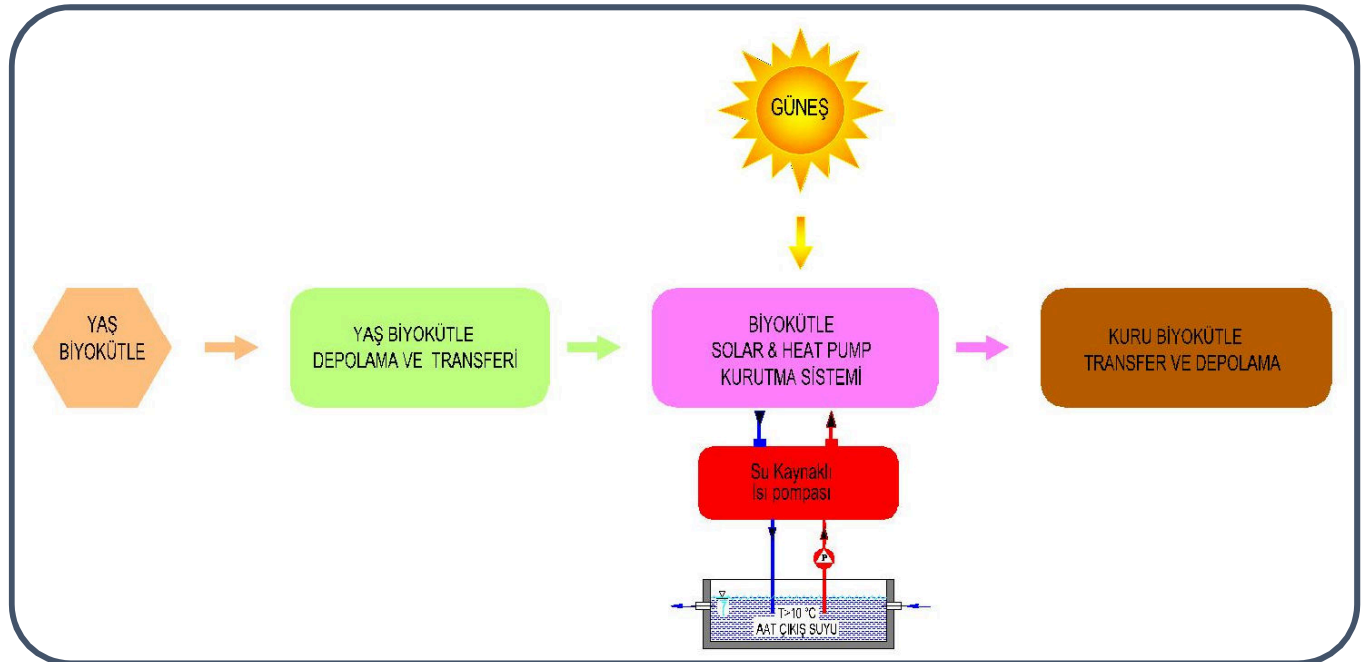 GÜNEŞ
YAŞ
BİYOKÜTLE
YAŞ BİYOKÜTLE
DEPOLAMA VE TRANSFERİ
BİYOKÜTLE
SOLAR & HEAT PUMP
KURUTMA SİSTEMİ
KURU BİYOKÜTLE
TRANSFER VE DEPOLAMA
Su Kaynaklı
Isı pompası
P
T>10 °C
AAT ÇIKIŞ SUYU